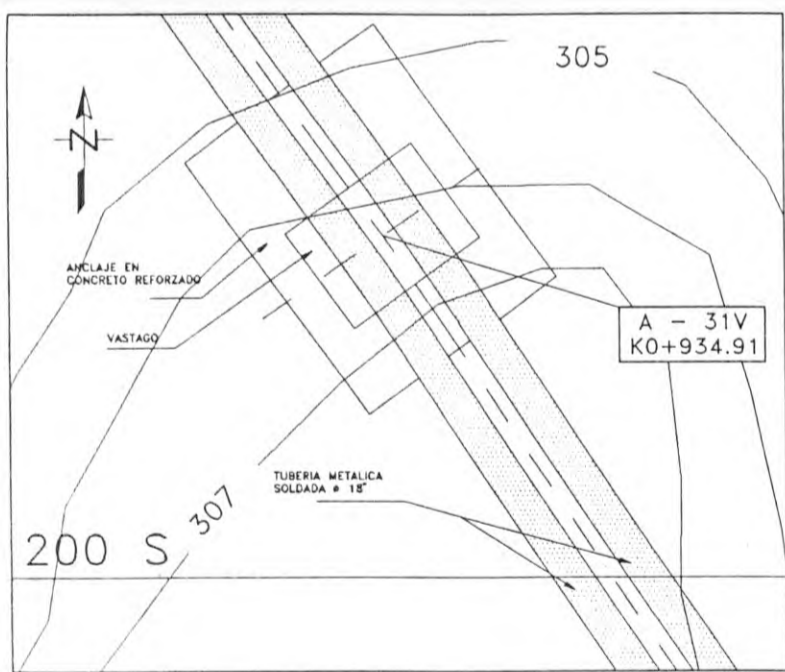 305
N
ANCLAJE EN
CONCRETO REFORZADO
VASTAGO
A - 31V
K0+934.91
TUBERIA METALICA
SOLDADA ø 18"
307
200 S